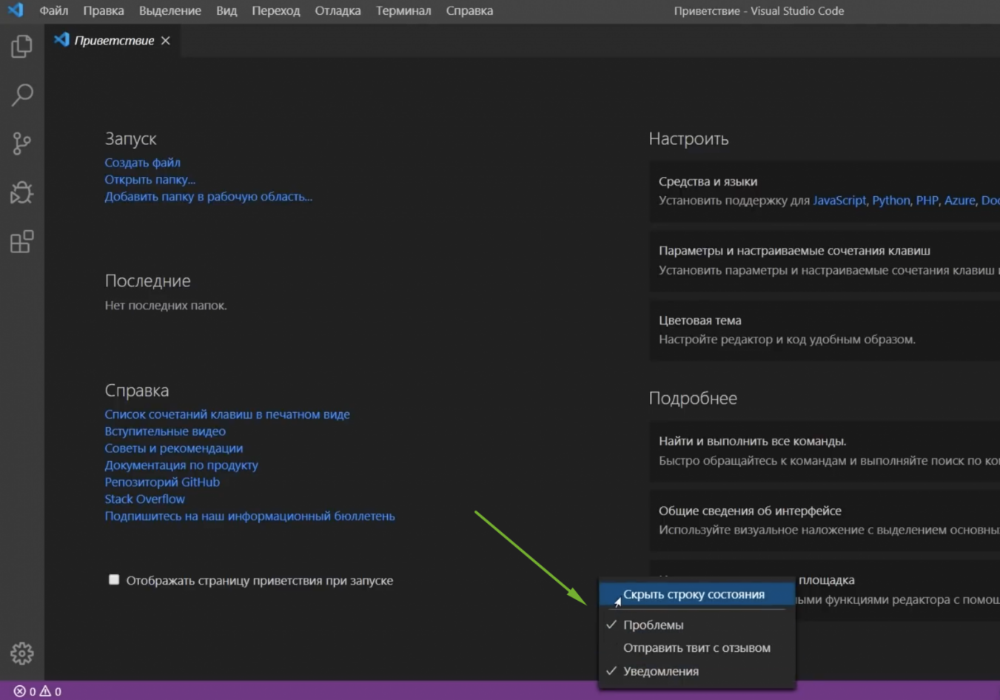 Файл Правка Выделение Вид Переход Отладка Терминал Справка
Приветствие - Visual Studio Code
Приветствие
Запуск
Создать файл
Открыть папку...
Добавить папку в рабочую область...
Последние
Нет последних папок.
Справка
Список сочетаний клавиш в печатном виде
Вступительные видео
Советы и рекомендации
Документация по продукту
Репозиторий GitHub
Stack Overflow
Подпишитесь на наш информационный бюллетень
Отображать страницу приветствия при запуске
Настроить
Средства и языки
Установить поддержку для JavaScript, Python, PHP, Azure, Doc
Параметры и настраиваемые сочетания клавиш
Установить параметры и настраиваемые сочетания клавиш
Цветовая тема
Настройте редактор и код удобным образом.
Подробнее
Найти и выполнить все команды.
Быстро обращайтесь к командам и выполняйте поиск по ко
Общие сведения об интерфейсе
Используйте визуальное наложение с выделением основны
площадка
ными функциями редактора с помощ
Скрыть строку состояния
Проблемы
Отправить твит с отзывом
Уведомления
0 0